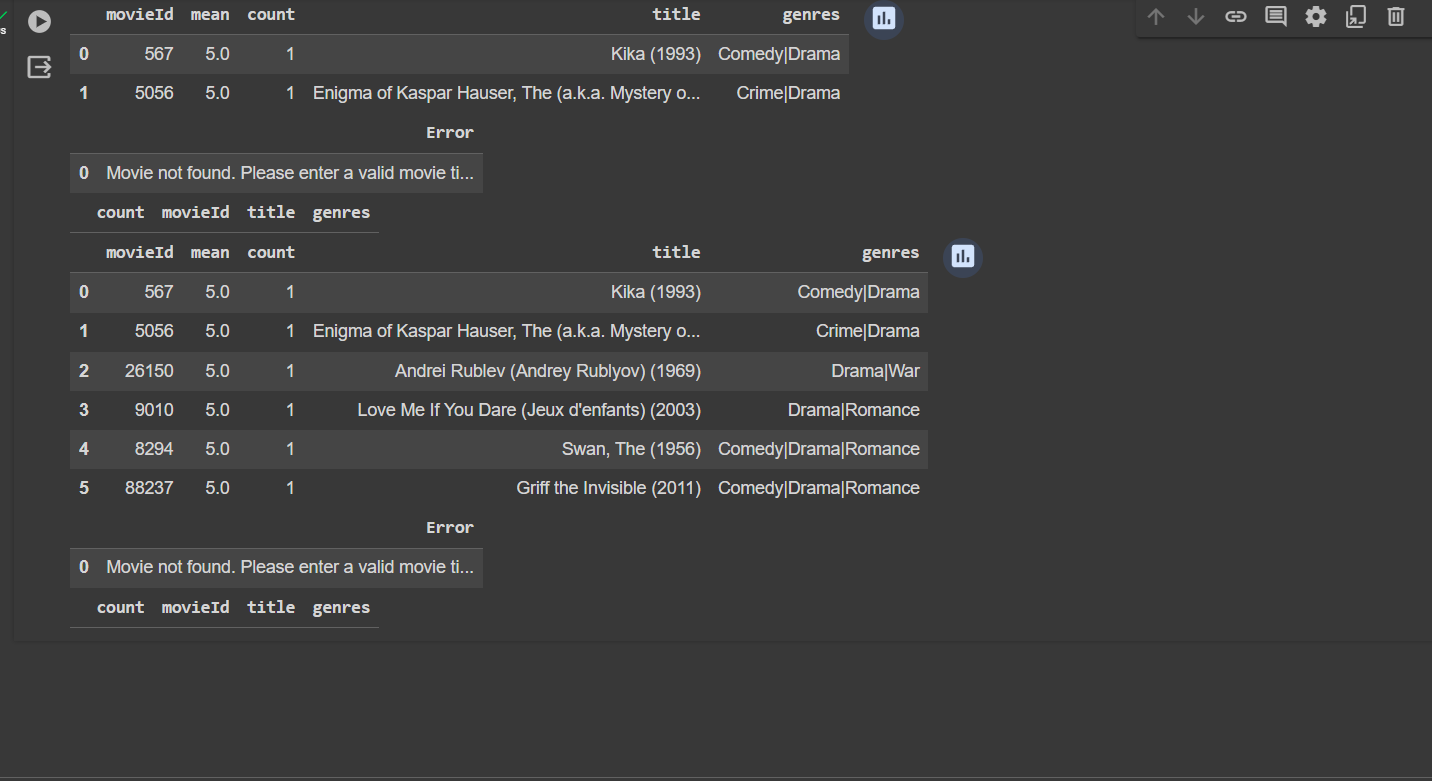 s
movieId mean count title genres
0 567 5.0 1 Kika (1993) Comedy|Drama
1 5056 5.0 1 Enigma of Kaspar Hauser, The (a.k.a. Mystery o... Crime|Drama
Error
0 Movie not found. Please enter a valid movie ti...
count movieId title genres
movieId mean count title genres
0 567 5.0 1 Kika (1993) Comedy|Drama
1 5056 5.0 1 Enigma of Kaspar Hauser, The (a.k.a. Mystery o... Crime|Drama
2 26150 5.0 1 Andrei Rublev (Andrey Rublyov) (1969) Drama|War
3 9010 5.0 1 Love Me If You Dare (Jeux d'enfants) (2003) Drama|Romance
4 8294 5.0 1 Swan, The (1956) Comedy|Drama|Romance
5 88237 5.0 1 Griff the Invisible (2011) Comedy|Drama|Romance
Error
0 Movie not found. Please enter a valid movie ti...
count movieId title genres